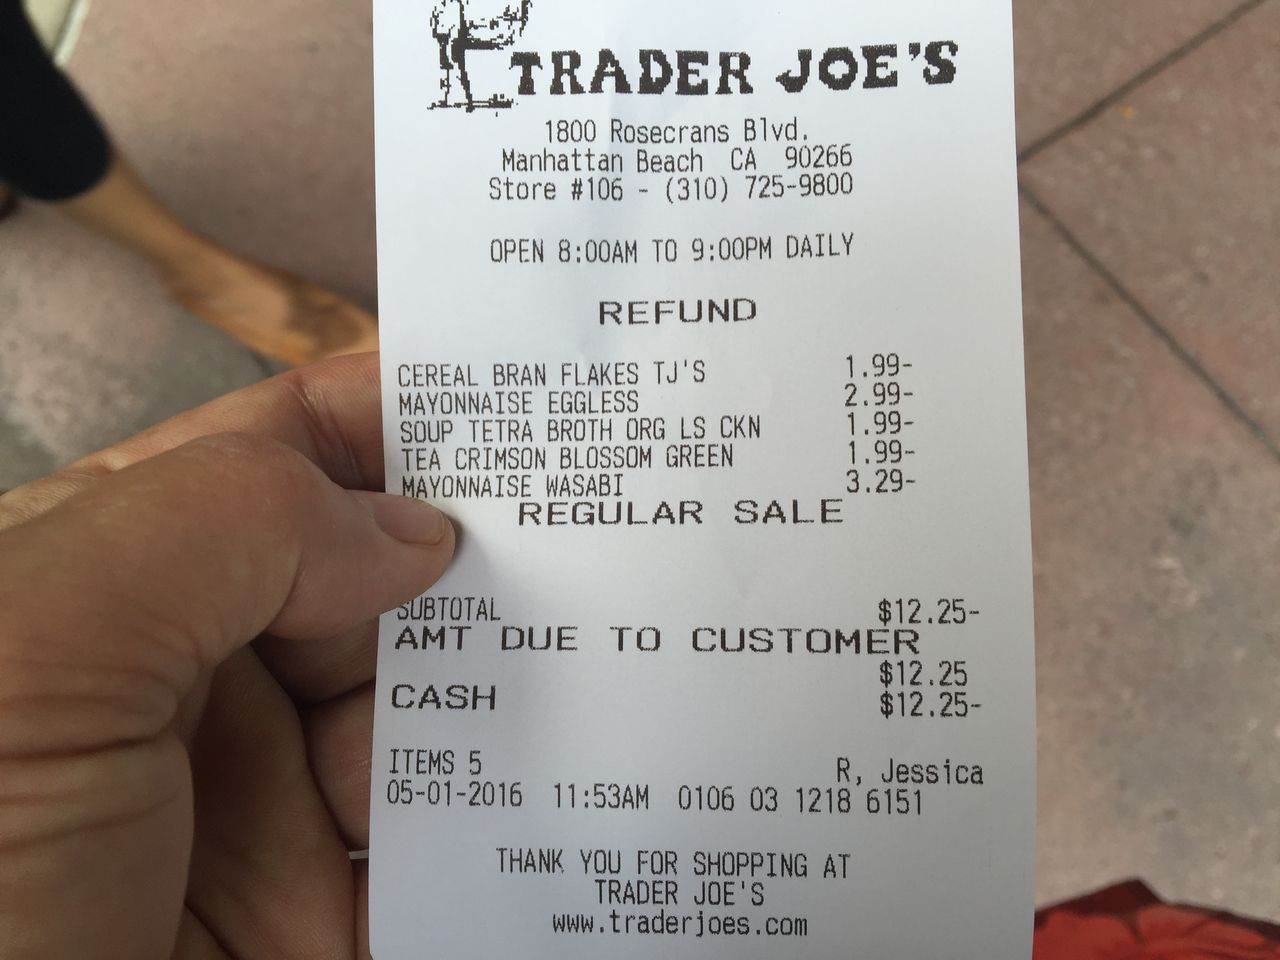 TRADER JOE'S
1800 Rosecrans Blvd.
Manhattan Beach CA 90266
Store #106 - (310) 725-9800
OPEN 8:00AM TO 9:00PM DAILY
REFUND
CEREAL BRAN FLAKES TJ'S 1.99-
MAYONNAISE EGGLESS 2.99-
SOUP TETRA BROTH ORG LS CKN 1.99-
TEA CRIMSON BLOSSOM GREEN 1.99-
MAYONNAISE WASABI 3.29-
REGULAR SALE
SUBTOTAL $12.25-
AMT DUE TO CUSTOMER
$12.25
CASH $12.25-
ITEMS 5 R, Jessica
05-01-2016 11:53AM 0106 03 1218 6151
THANK YOU FOR SHOPPING AT
TRADER JOE'S
www.traderjoes.com